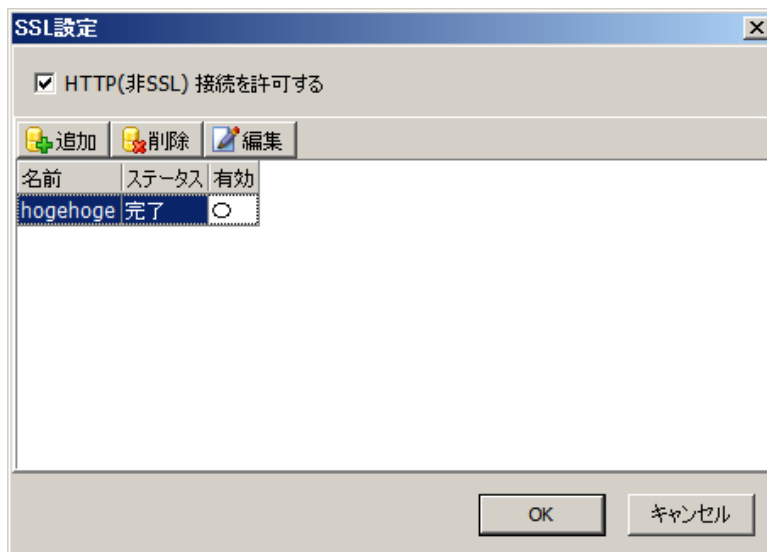 SSL設定
HTTP(非SSL) 接続を許可する
追加 削除 編集
名前 ステータス 有効
hogehoge 完了 ○
OK キャンセル